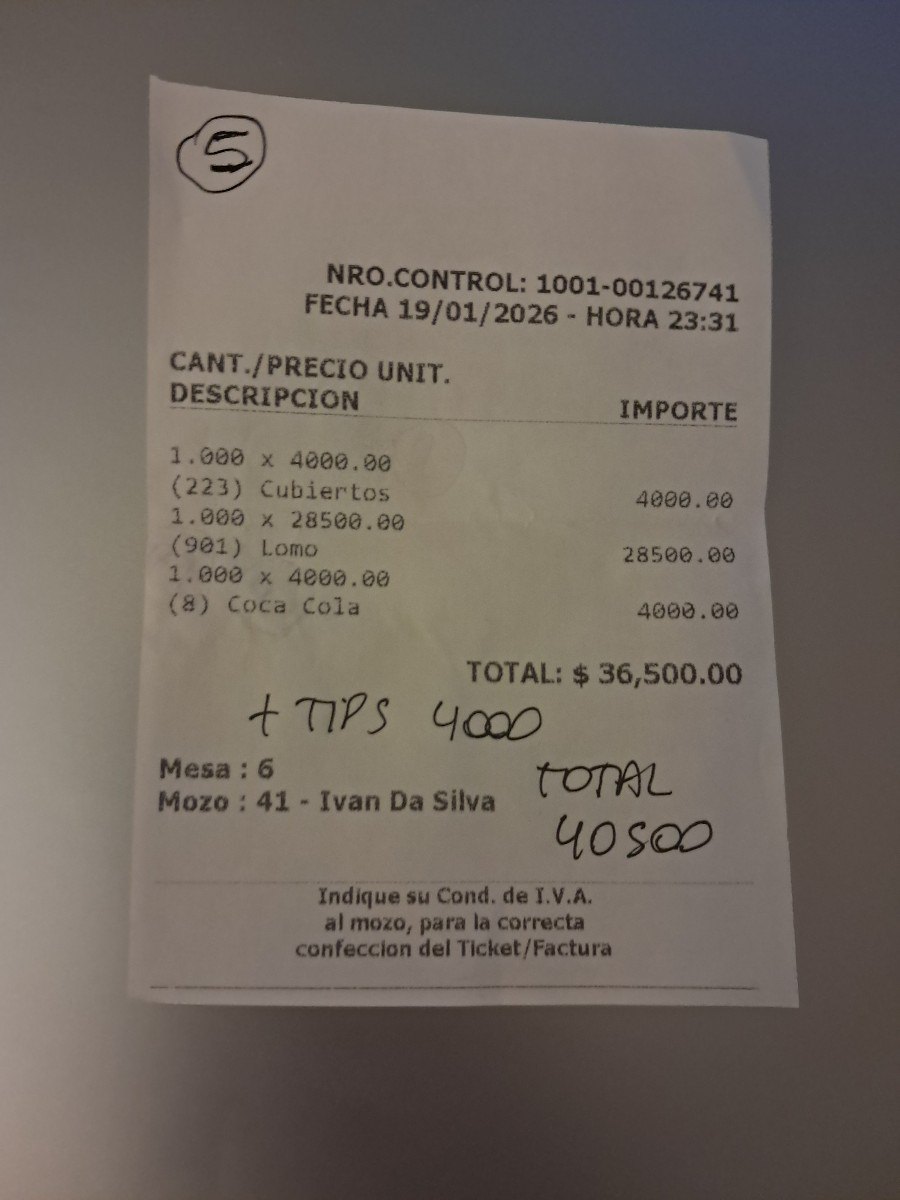 5
NRO.CONTROL: 1001-00126741
FECHA 19/01/2026 - HORA 23:31
CANT./PRECIO UNIT.
DESCRIPCION IMPORTE
1.000 x 4000.00
(223) Cubiertos 4000.00
1.000 x 28500.00
(901) Lomo 28500.00
1.000 x 4000.00
(8) Coca Cola 4000.00
TOTAL: $ 36,500.00
+ TIPS 4000
Mesa : 6
TOTAL
Mozo : 41 - Ivan Da Silva
40500
Indique su Cond. de I.V.A.
al mozo, para la correcta
confeccion del Ticket/Factura